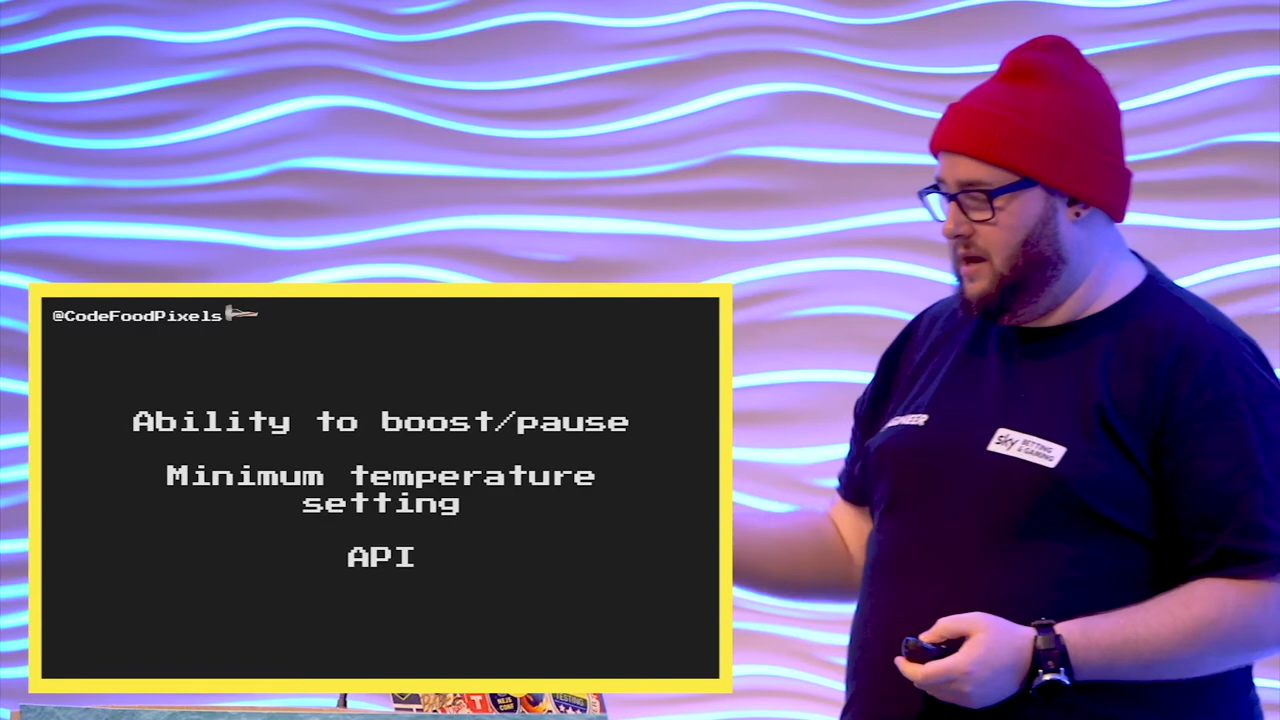 @CodeFoodPixels
Ability to boost/pause
Minimum temperature
setting
API
sky BETTING
& GAMING